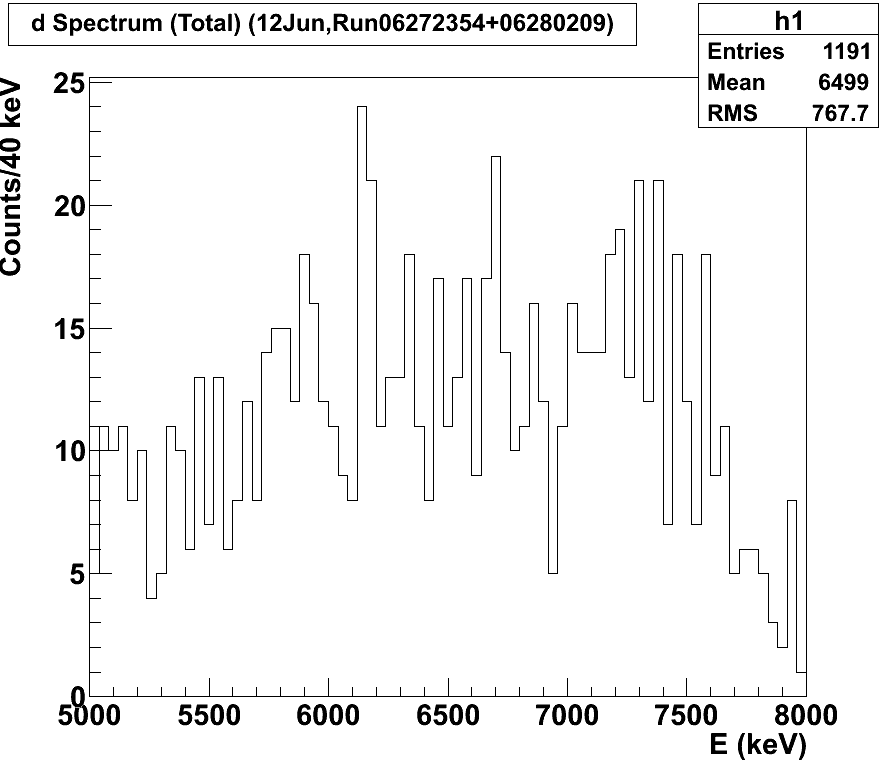 d Spectrum (Total) (12Jun,Run06272354+06280209)
h1
Entries 1191
Mean 6499
RMS 767.7
Counts/40 keV
25
20
15
10
5
0
5000 5500 6000 6500 7000 7500 8000
E (keV)